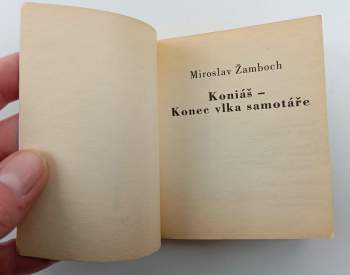 Miroslav Žamboch
Koniáš –
Konec vlka samotáře